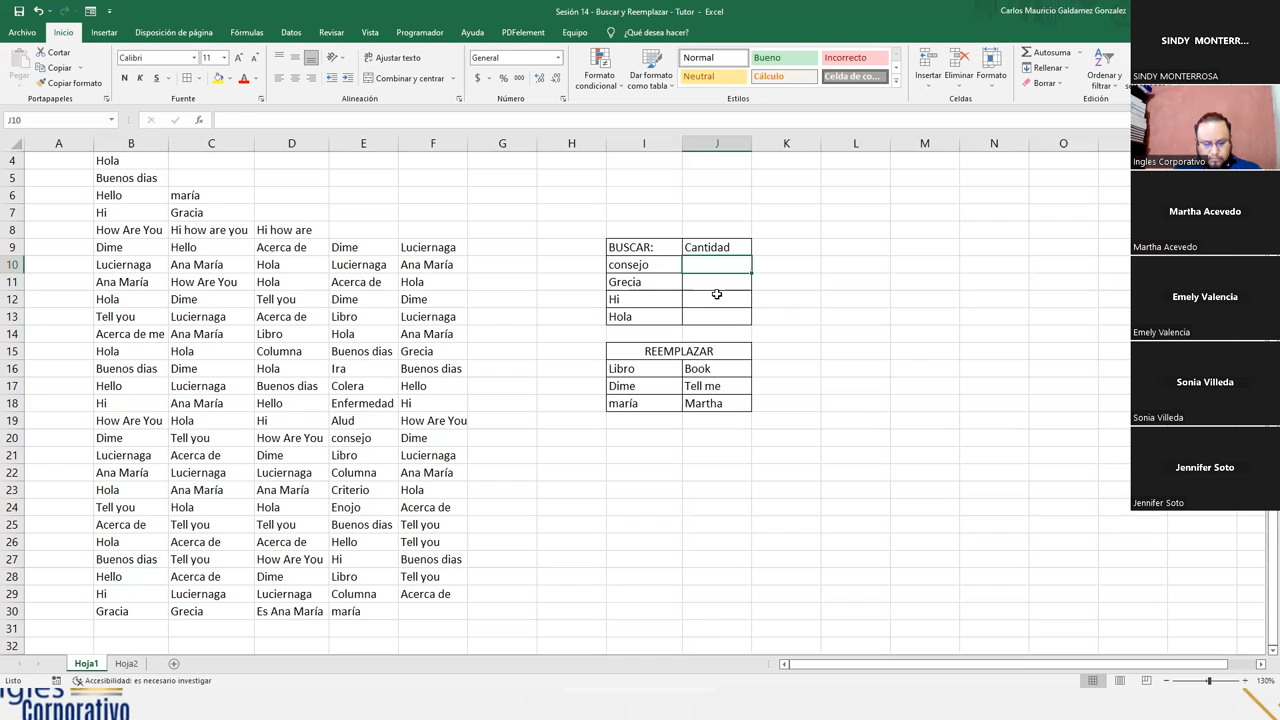 Sesión 14 - Buscar y Reemplazar - Tutor - Excel
Carlos Mauricio Galdamez Gonzalez
Archivo Inicio Insertar Disposición de página Fórmulas Datos Revisar Vista Programador Ayuda PDFelement Equipo ¿Qué desea hacer?
Pegar
Cortar
Copiar
Copiar formato
Portapapeles
Calibri 11
N K S
Fuente
Ajustar texto
Combinar y centrar
Alineación
General
$ % 000
Número
Formato condicional
Dar formato como tabla
Normal Bueno Incorrecto
Neutral Cálculo Celda de co...
Estilos
Insertar Eliminar Formato
Celdas
Autosuma
Rellenar
Borrar
Ordenar y filtrar
Edición
J10 fx
A B C D E F G H I J K L M N O
4 Hola
5 Buenos dias
6 Hello maría
7 Hi Gracia
8 How Are You Hi how are you Hi how are
9 Dime Hello Acerca de Dime Luciernaga BUSCAR: Cantidad
10 Luciernaga Ana María Hola Luciernaga Ana María consejo
11 Ana María How Are You Hola Acerca de Hola Grecia
12 Hola Dime Tell you Dime Dime Hi
13 Tell you Luciernaga Acerca de Libro Luciernaga Hola
14 Acerca de me Ana María Libro Hola Ana María
15 Hola Hola Columna Buenos dias Grecia REEMPLAZAR
16 Buenos dias Dime Hola Ira Buenos dias Libro Book
17 Hello Luciernaga Buenos dias Colera Hello Dime Tell me
18 Hi Ana María Hello Enfermedad Hi maría Martha
19 How Are You Hola Hi Alud How Are You
20 Dime Tell you How Are You consejo Dime
21 Luciernaga Acerca de Dime Libro Luciernaga
22 Ana María Luciernaga Luciernaga Columna Ana María
23 Hola Ana María Ana María Criterio Hola
24 Tell you Hola Hola Enojo Acerca de
25 Acerca de Tell you Tell you Buenos dias Tell you
26 Hola Acerca de Acerca de Hello Tell you
27 Buenos dias Tell you How Are You Hi Buenos dias
28 Hello Acerca de Dime Libro Tell you
29 Hi Luciernaga Luciernaga Columna Acerca de
30 Gracia Grecia Es Ana María maría
31
32
Hoja1 Hoja2
Listo Accesibilidad: es necesario investigar 130%
Ingles
Corporativo
SINDY MONTERR...
SINDY MONTERROSA
Ingles Corporativo
Martha Acevedo
Martha Acevedo
Emely Valencia
Emely Valencia
Sonia Villeda
Sonia Villeda
Jennifer Soto
Jennifer Soto